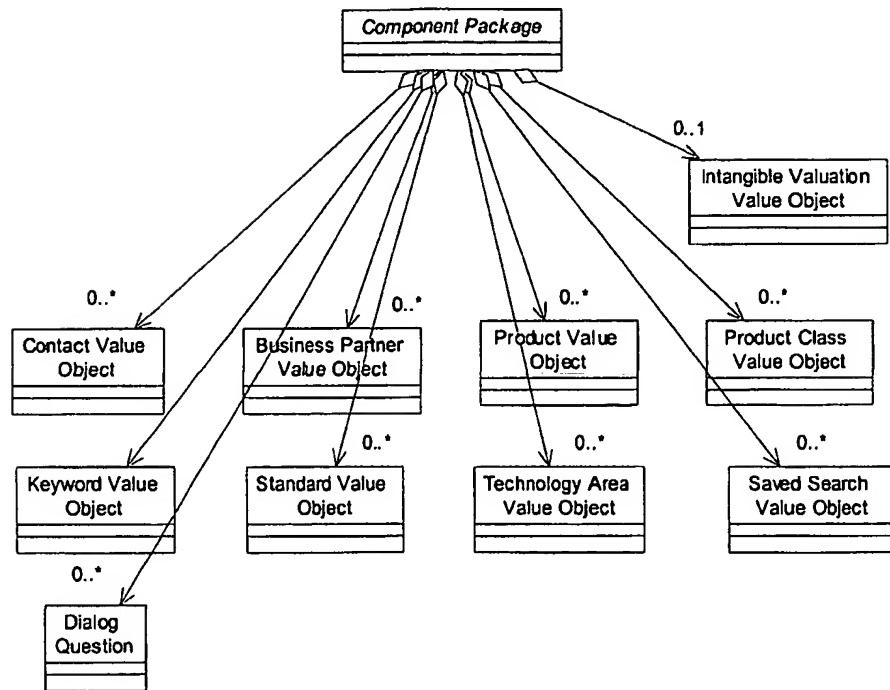 Component Package
0..1
Intangible Valuation
Value Object
0..*
0..*
0..*
0..*
Contact Value
Object
Business Partner
Value Object
Product Value
Object
Product Class
Value Object
0..*
0..*
0..*
Keyword Value
Object
Standard Value
Object
Technology Area
Value Object
Saved Search
Value Object
0..*
Dialog
Question